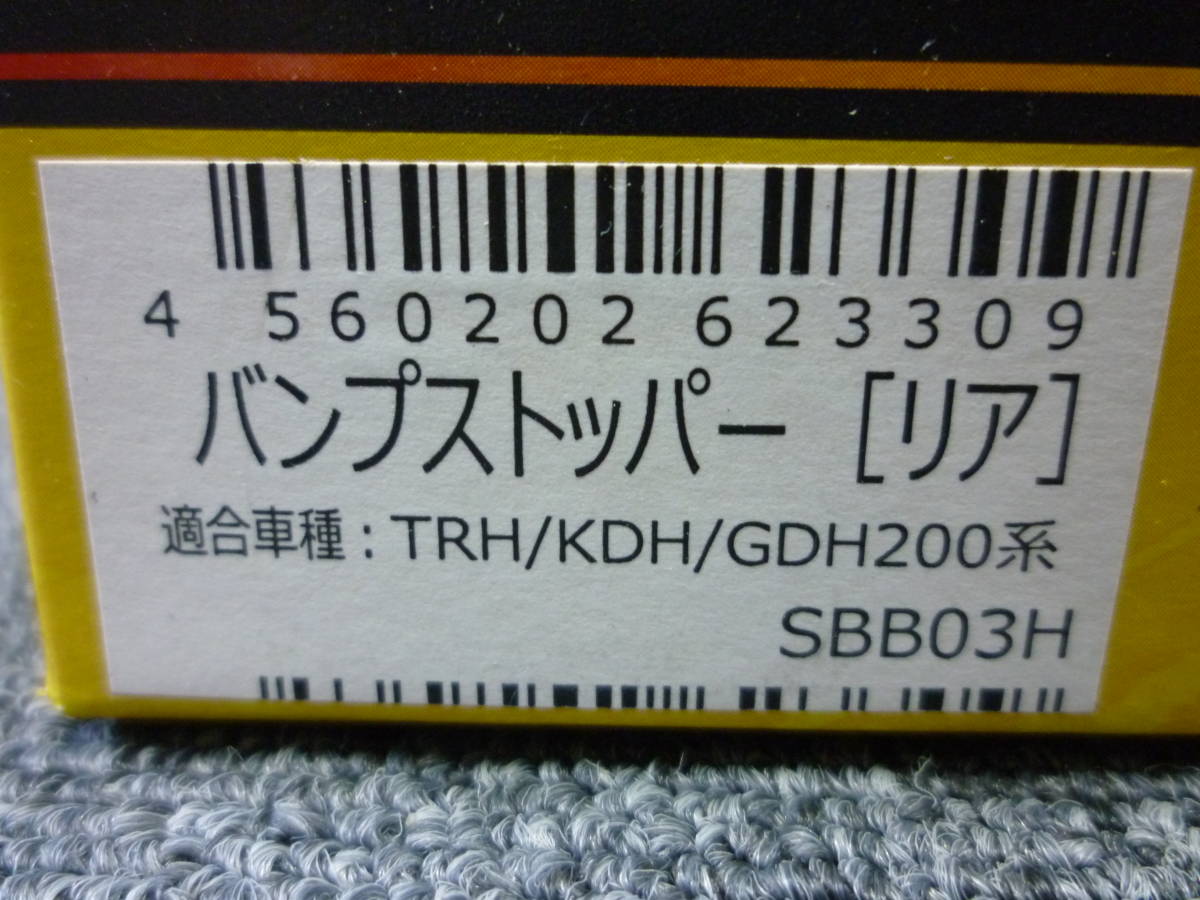 4 560202 623309
バンプストッパー [リア]
適合車種 : TRH/KDH/GDH200系
SBB03H